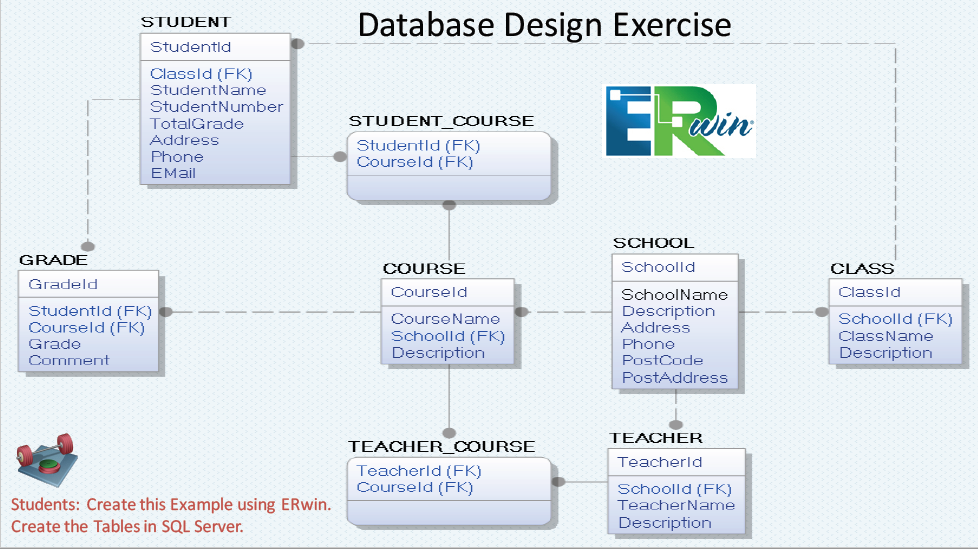 Database Design Exercise
STUDENT
StudentId
ClassId (FK)
StudentName
StudentNumber
TotalGrade
Address
Phone
EMail
STUDENT_COURSE
StudentId (FK)
CourseId (FK)
ERwin
GRADE
GradeId
StudentId (FK)
CourseId (FK)
Grade
Comment
COURSE
CourseId
CourseName
SchoolId (FK)
Description
SCHOOL
SchoolId
SchoolName
Description
Address
Phone
PostCode
PostAddress
CLASS
ClassId
SchoolId (FK)
ClassName
Description
TEACHER_COURSE
TeacherId (FK)
CourseId (FK)
TEACHER
TeacherId
SchoolId (FK)
TeacherName
Description
Students: Create this Example using ERwin.
Create the Tables in SQL Server.